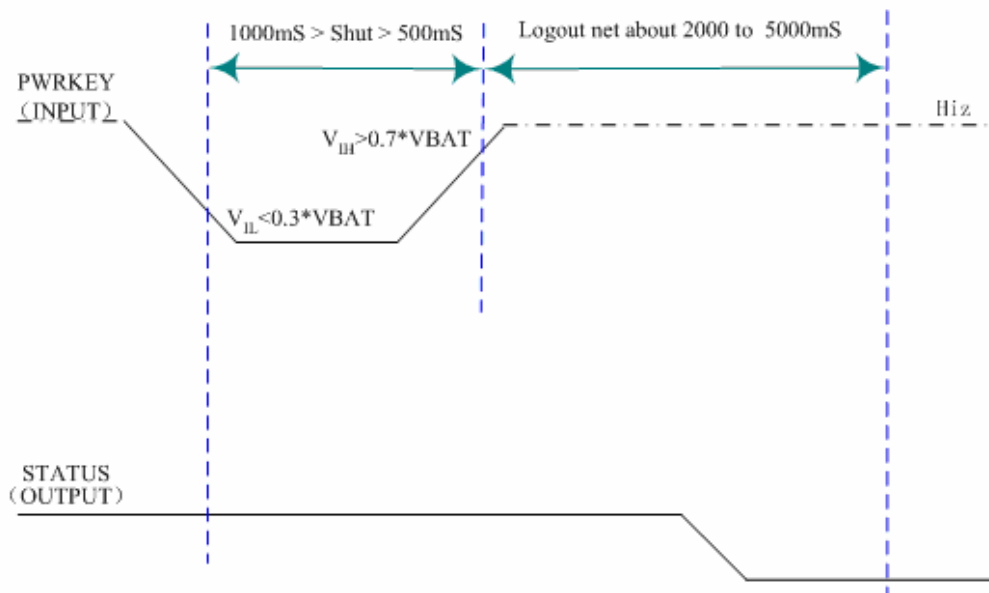 1000mS > Shut > 500mS
Logout net about 2000 to 5000mS
PWRKEY
（INPUT）
Hiz
VIH>0.7*VBAT
VIL<0.3*VBAT
STATUS
（OUTPUT）